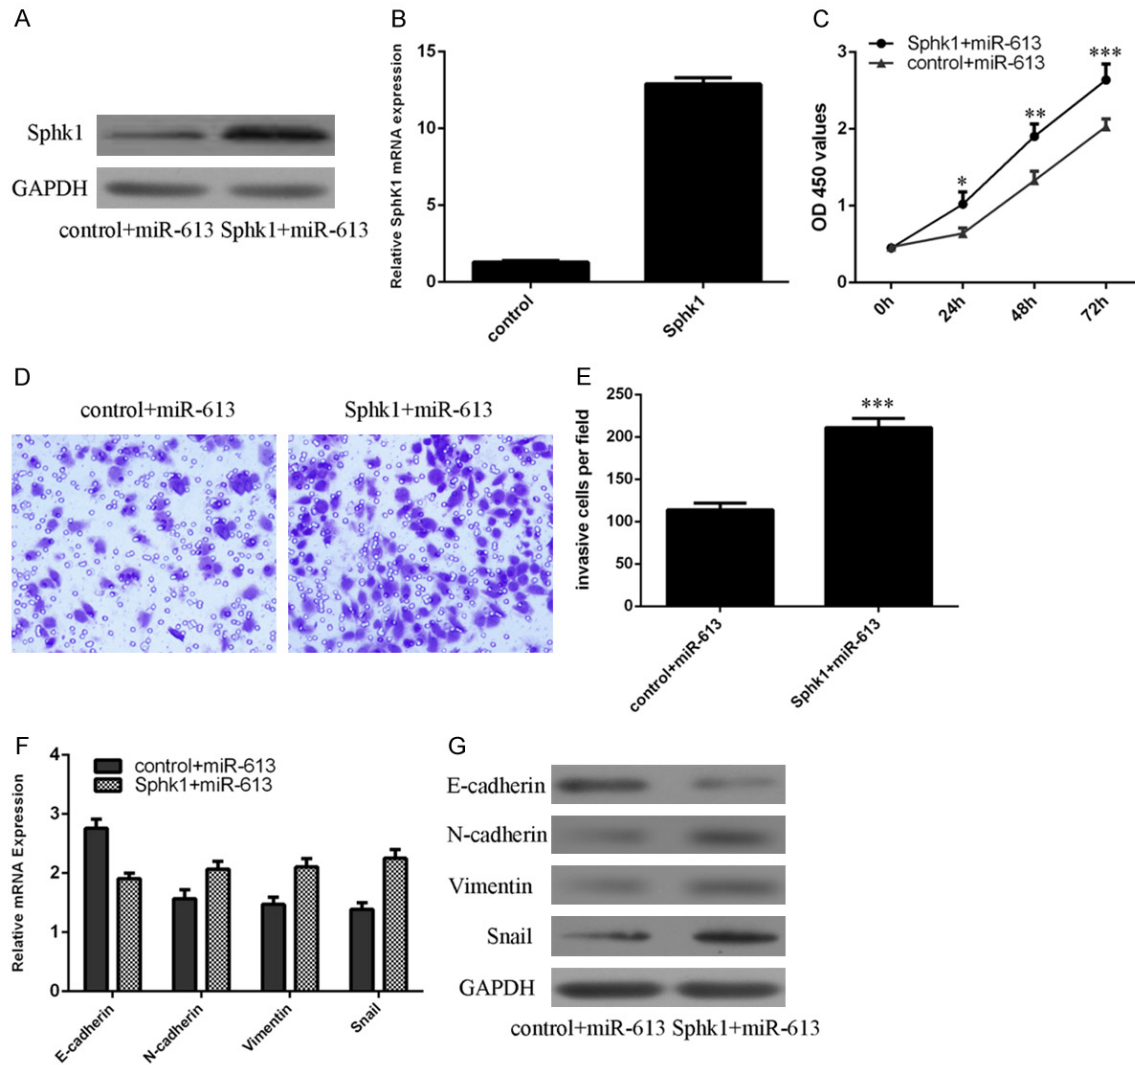 A
Sphk1
GAPDH
control+miR-613 Sphk1+miR-613
B
Relative SphK1 mRNA expression
15
10
5
0
control
Sphk1
C
Sphk1+miR-613
control+miR-613
OD 450 values
3
2
1
0
*
**
***
0h
24h
48h
72h
D
control+miR-613
Sphk1+miR-613
E
invasive cells per field
250
200
150
100
50
0
***
control+miR-613
Sphk1+miR-613
F
Relative mRNA Expression
4
3
2
1
0
control+miR-613
Sphk1+miR-613
E-cadherin
N-cadherin
Vimentin
Snail
G
E-cadherin
N-cadherin
Vimentin
Snail
GAPDH
control+miR-613 Sphk1+miR-613